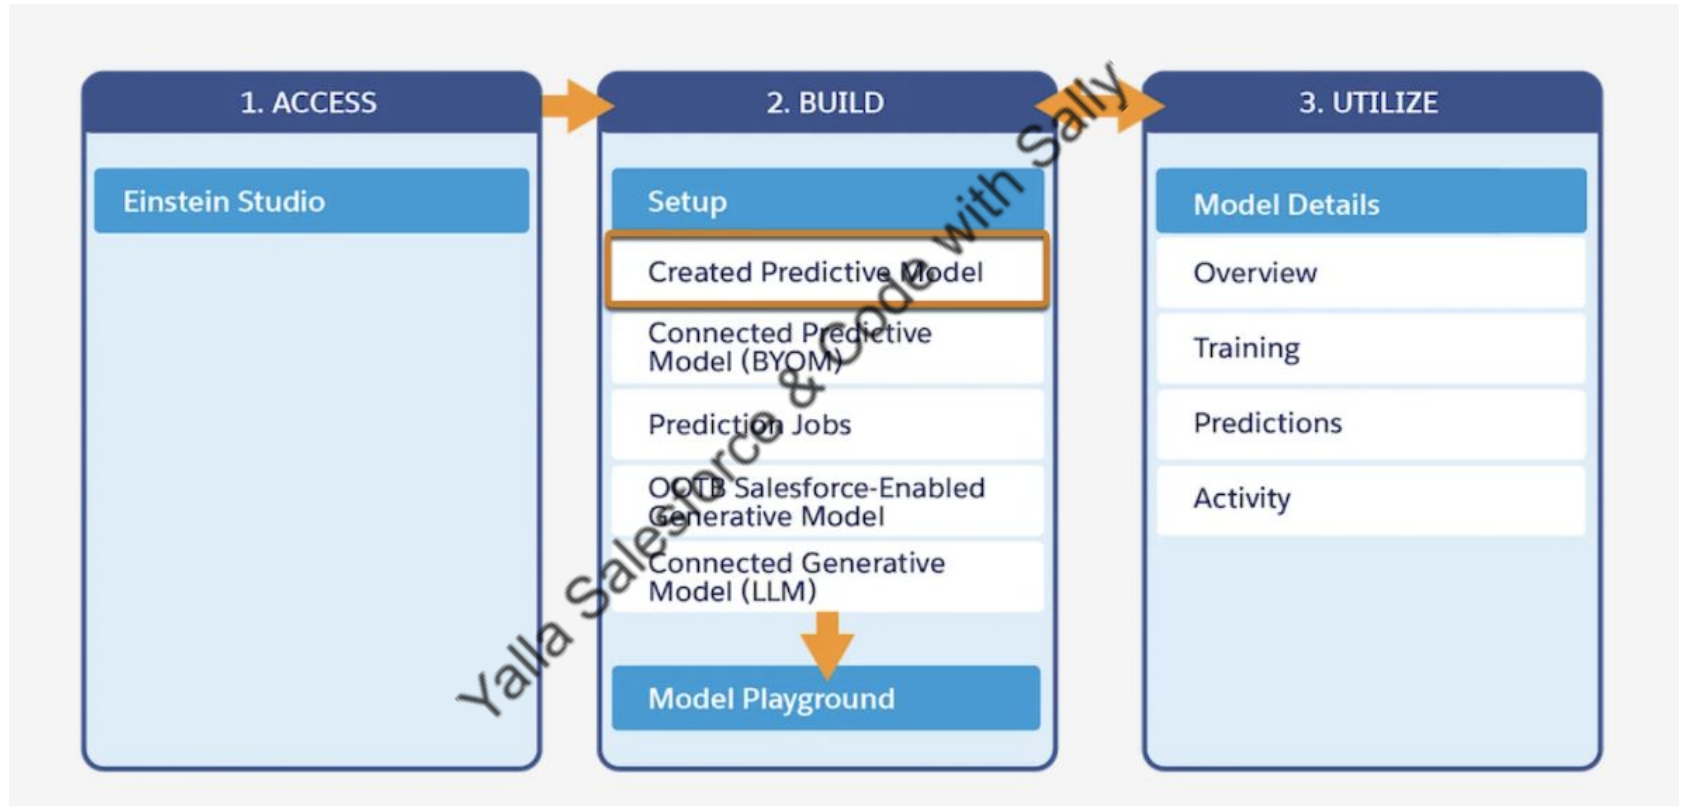 1. ACCESS
Einstein Studio
2. BUILD
Setup
Created Predictive Model
Connected Predictive
Model (BYOM)
Prediction Jobs
OOTB Salesforce-Enabled
Generative Model
Connected Generative
Model (LLM)
Model Playground
3. UTILIZE
Model Details
Overview
Training
Predictions
Activity
Yalla Salesforce & Code with Sally